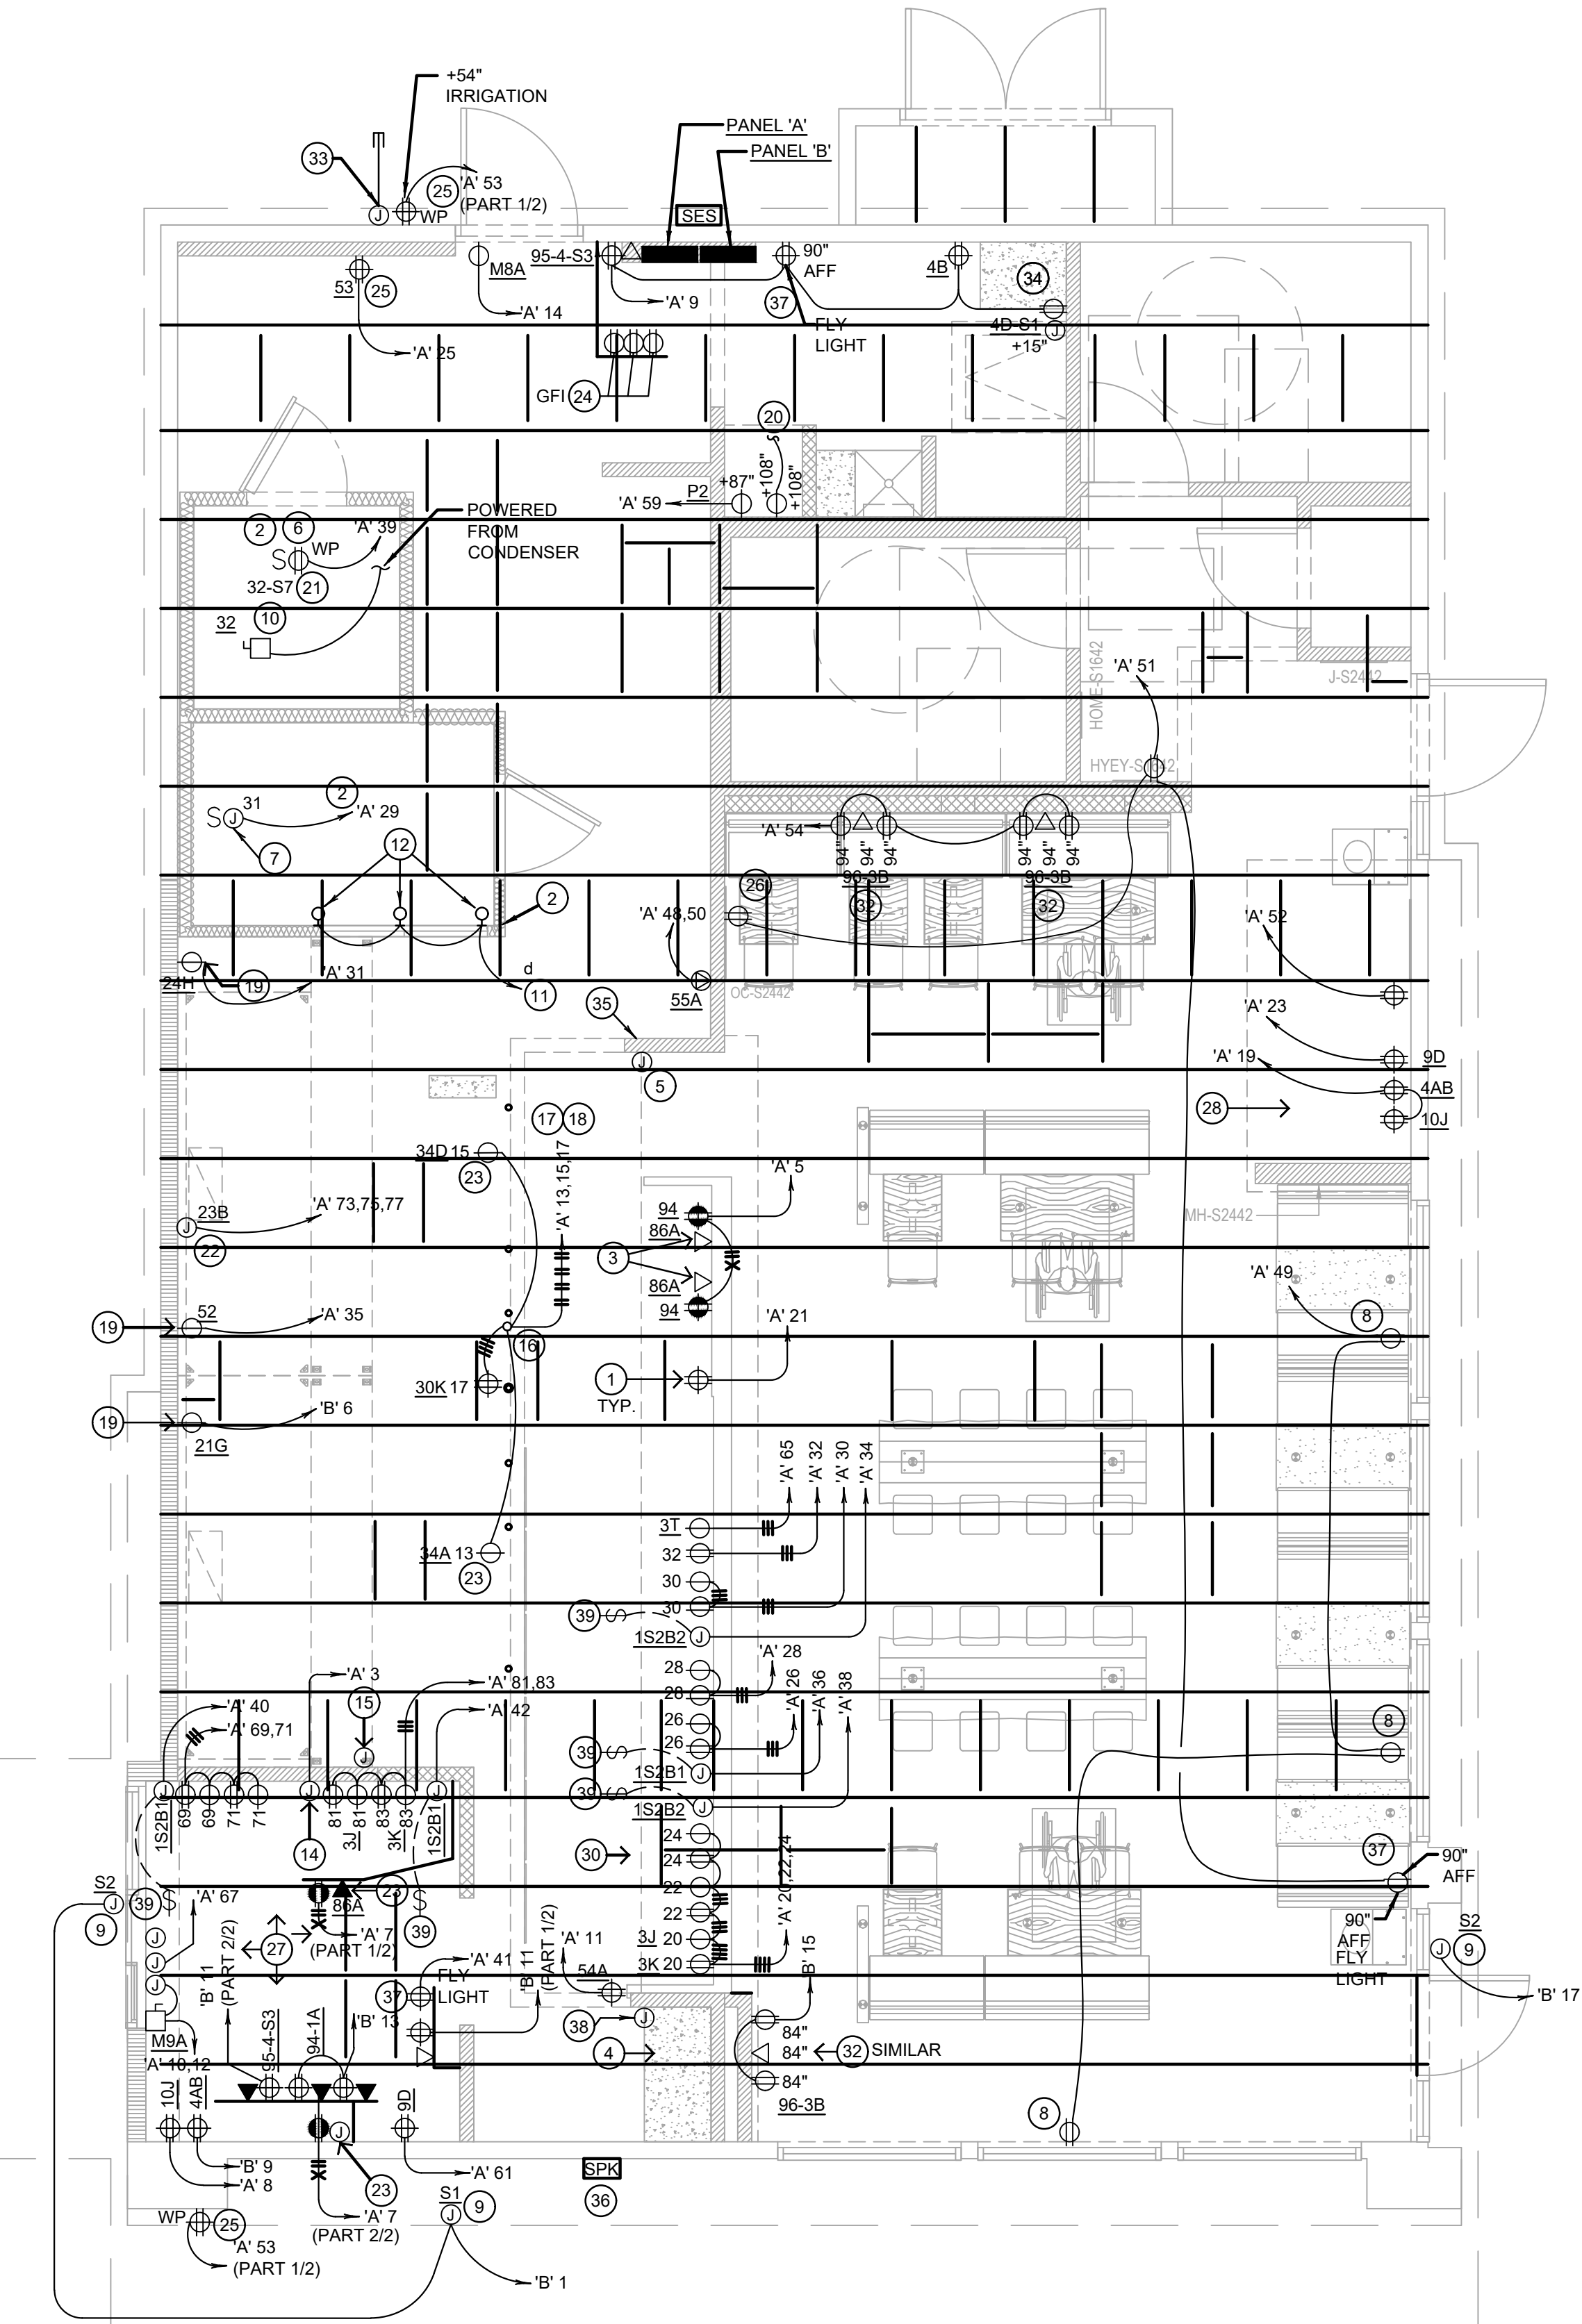 +54"
IRRIGATION
PANEL 'A'
PANEL 'B'
33
25
'A' 53
(PART 1/2)
J
WP
SES
53
25
M8A
95-4-S3
90"
AFF
4B
34
'A' 14
'A' 9
37
FLY
LIGHT
4D-S1
J
+15"
'A' 25
GFI
24
20
+87"
+108"
+108"
P2
'A' 59
POWERED
FROM
CONDENSER
2
6
'A' 39
S
WP
32-S7
21
10
32
'A' 51
HOME-S1642
J-S2442
HYEY-S1642
2
31
S
J
'A' 29
7
12
'A' 54
94"
94"
94"
94"
94"
94"
96-3B
96-3B
32
32
26
2
'A' 48,50
'A' 52
24H
19
'A' 31
d
11
55A
OC-S2442
35
'A' 23
J
5
'A' 19
9D
4AB
10J
28
17
18
34D
15
23
'A' 13,15,17
'A' 5
23B
J
22
'A' 73,75,77
94
86A
3
86A
94
MH-S2442
'A' 49
8
19
52
'A' 35
16
'A' 21
30K
17
1
TYP.
19
21G
'B' 6
'A' 65
'A' 32
'A' 30
'A' 34
3T
32
34A
13
23
30
30
39
S
1S2B2
J
28
28
'A' 28
'A' 26
'A' 36
'A' 38
'A' 3
'A' 81,83
15
'A' 40
'A' 69,71
'A' 42
J
26
26
39
S
1S2B1
J
39
S
1S2B2
J
8
J
J
J
1S2B1
69
69
71
71
81
3J
81
83
3K
83
1S2B1
14
24
24
30
22
22
3J
20
3K
20
'A' 20,22,24
37
90"
AFF
S2
J
39
S
9
'A' 67
86A
23
S
39
90"
AFF
FLY
LIGHT
S2
J
9
'B' 17
J
J
J
27
'A' 7
(PART 1/2)
'B' 11
(PART 2/2)
'A' 41
37
FLY
LIGHT
'B' 11
(PART 1/2)
'A' 11
54A
'B' 15
38
J
4
84"
84"
84"
32
SIMILAR
96-3B
M9A
'A' 10,12
95-4-S3
94-1A
'B' 13
10J
4AB
9D
J
8
'B' 9
'A' 8
23
'A' 61
SPK
36
WP
25
'A' 53
(PART 1/2)
'A' 7
(PART 2/2)
S1
J
9
'B' 1